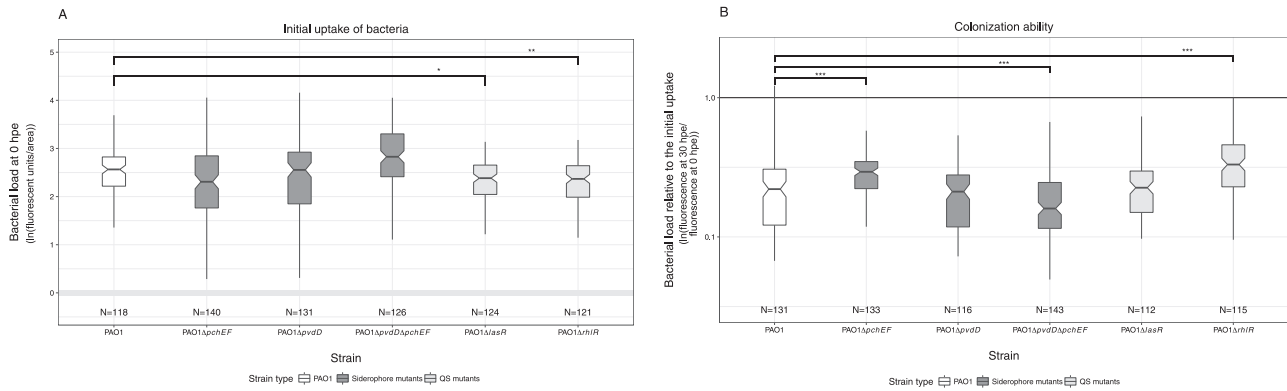 A
Initial uptake of bacteria
Bacterial load at 0 hpe
(ln(fluorescent units/area))
5
4
3
2
1
0
**
*
N=118
N=140
N=131
N=126
N=124
N=121
PAO1
PAO1ΔpchEF
PAO1ΔpvdD
PAO1ΔpvdDΔpchEF
PAO1ΔlasR
PAO1ΔrhlR
Strain
Strain type PAO1 Siderophore mutants QS mutants
B
Colonization ability
Bacterial load relative to the initial uptake
(ln(fluorescence at 30 hpe/
fluorescence at 0 hpe))
1.0
0.1
***
***
***
N=131
N=133
N=116
N=143
N=112
N=115
PAO1
PAO1ΔpchEF
PAO1ΔpvdD
PAO1ΔpvdDΔpchEF
PAO1ΔlasR
PAO1ΔrhlR
Strain
Strain type PAO1 Siderophore mutants QS mutants